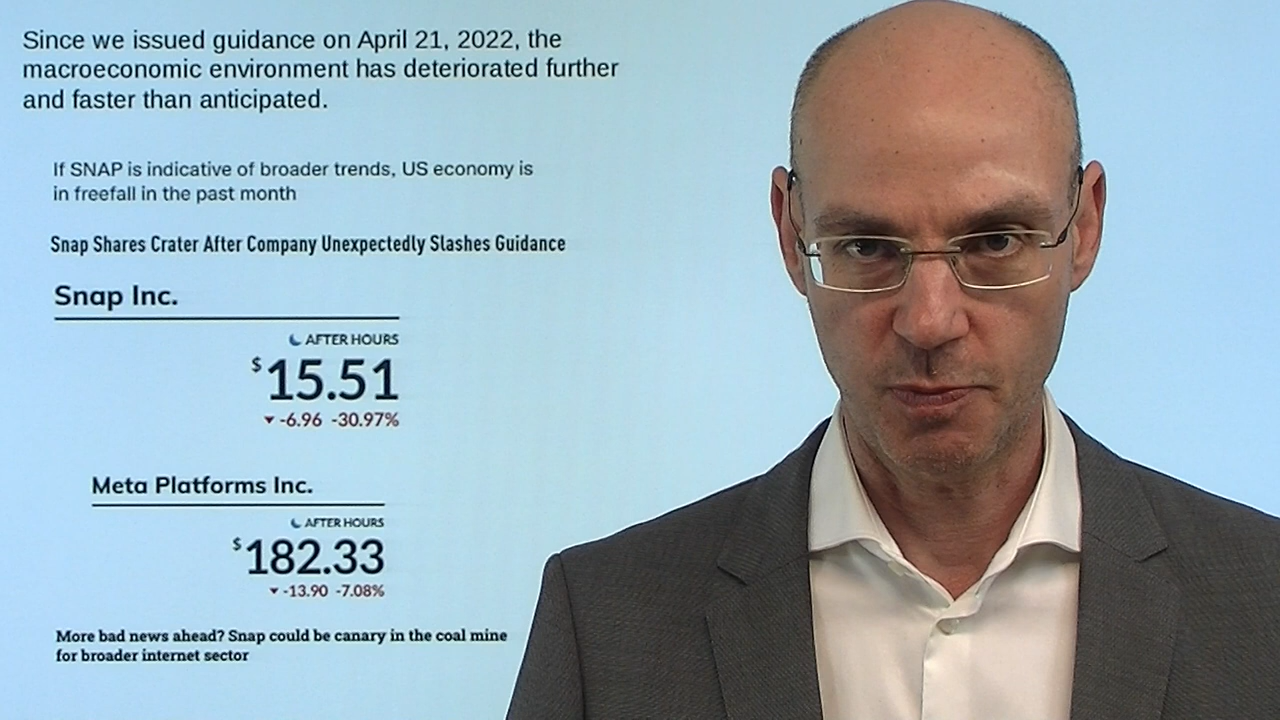 Since we issued guidance on April 21, 2022, the
macroeconomic environment has deteriorated further
and faster than anticipated.
If SNAP is indicative of broader trends, US economy is
in freefall in the past month
Snap Shares Crater After Company Unexpectedly Slashes Guidance
Snap Inc.
AFTER HOURS
$15.51
-6.96 -30.97%
Meta Platforms Inc.
AFTER HOURS
$182.33
-13.90 -7.08%
More bad news ahead? Snap could be canary in the coal mine
for broader internet sector